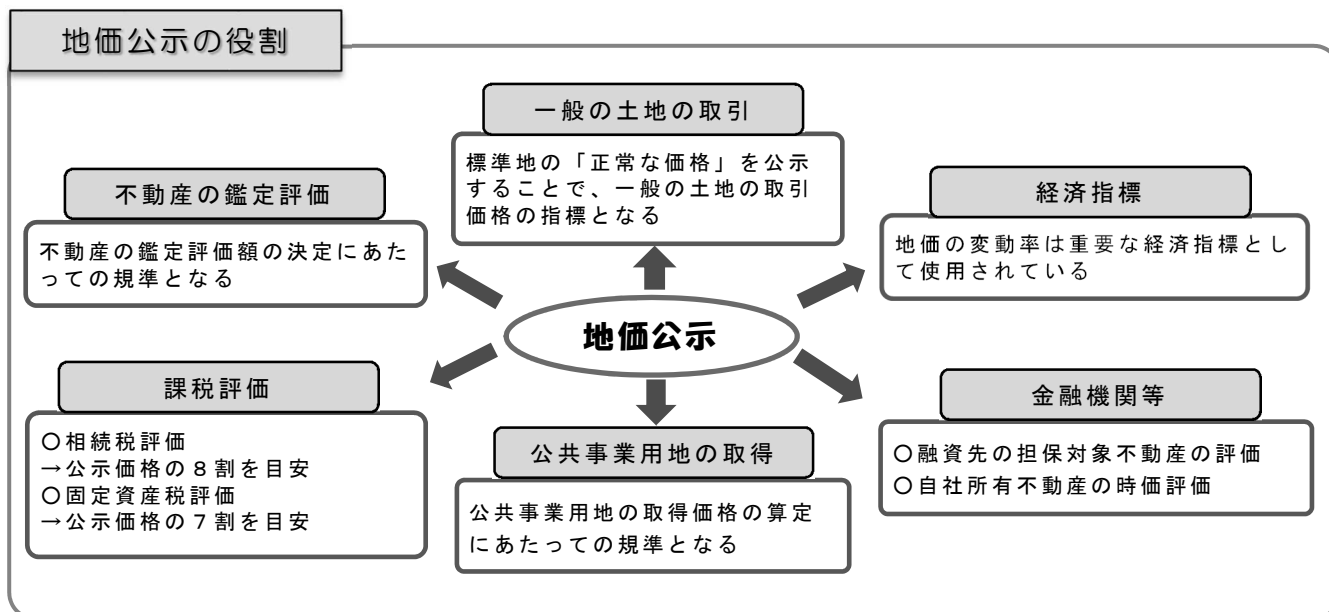 地価公示の役割
一般の土地の取引
標準地の「正常な価格」を公示
することで、一般の土地の取引
価格の指標となる
不動産の鑑定評価
不動産の鑑定評価額の決定にあた
っての規準となる
経済指標
地価の変動率は重要な経済指標とし
て使用されている
地価公示
課税評価
〇相続税評価
→公示価格の８割を目安
〇固定資産税評価
→公示価格の７割を目安
公共事業用地の取得
公共事業用地の取得価格の算定
にあたっての規準となる
金融機関等
〇融資先の担保対象不動産の評価
〇自社所有不動産の時価評価